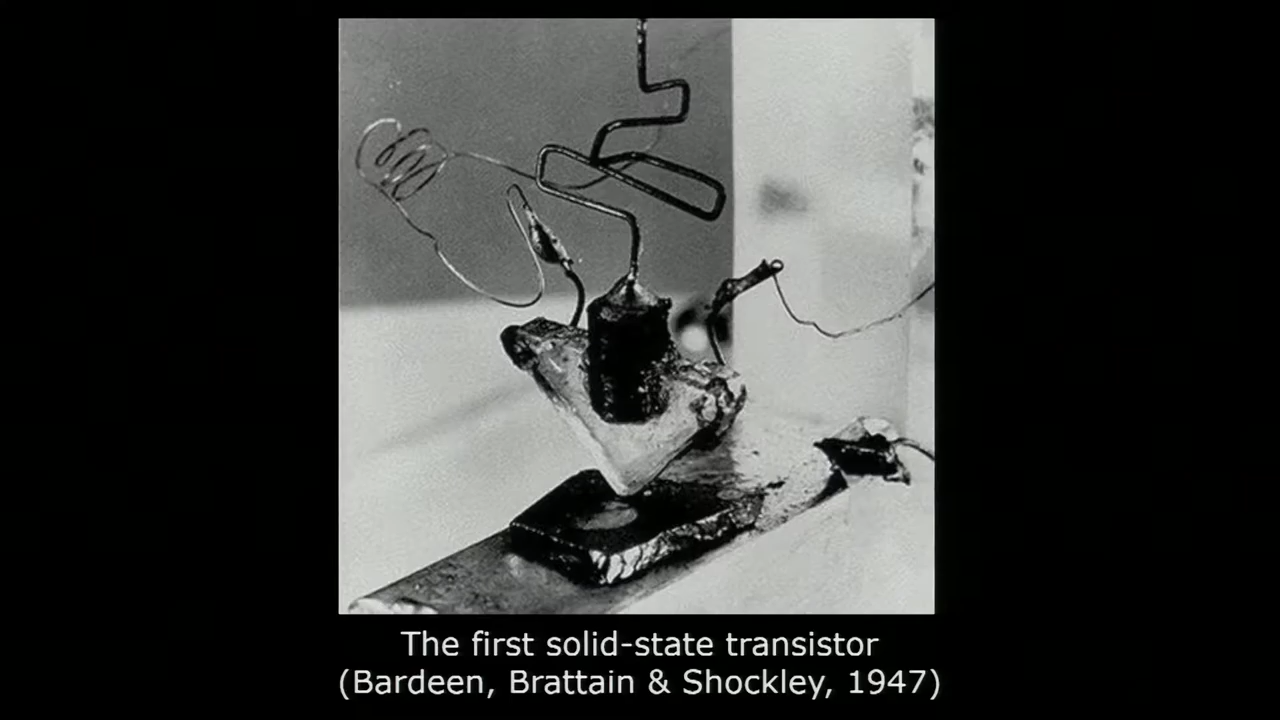 The first solid-state transistor
(Bardeen, Brattain & Shockley, 1947)